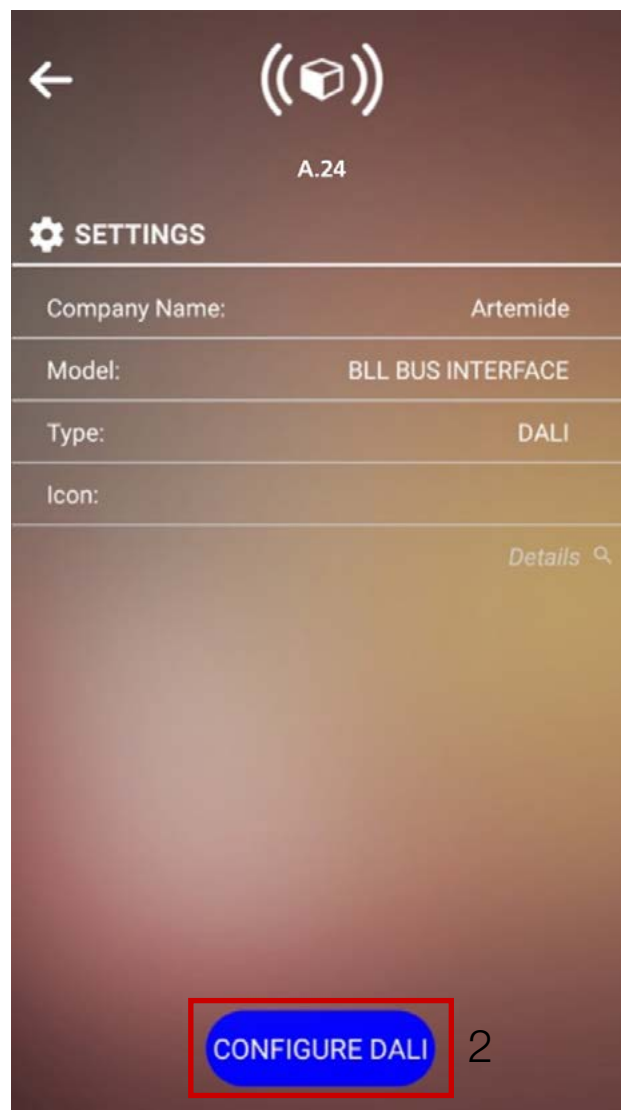 A.24
SETTINGS
Company Name: Artemide
Model: BLL BUS INTERFACE
Type: DALI
Icon:
Details
CONFIGURE DALI 2